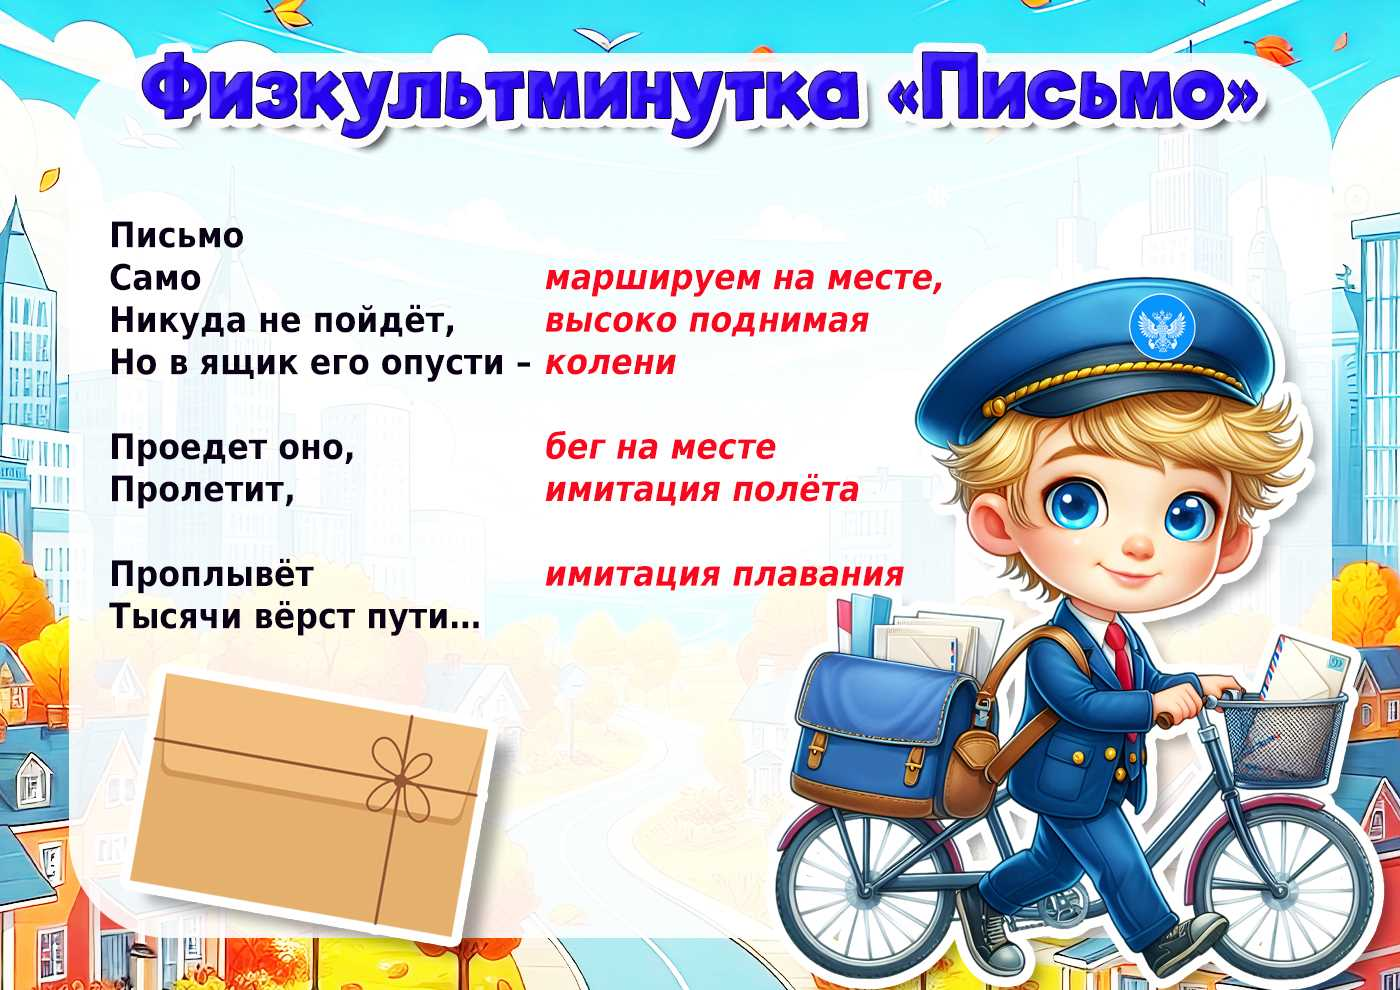 Физкультминутка «Письмо»
Письмо
Само маршируем на месте,
Никуда не пойдёт, высоко поднимая
Но в ящик его опусти – колени
Проедет оно, бег на месте
Пролетит, имитация полёта
Проплывёт имитация плавания
Тысячи вёрст пути...